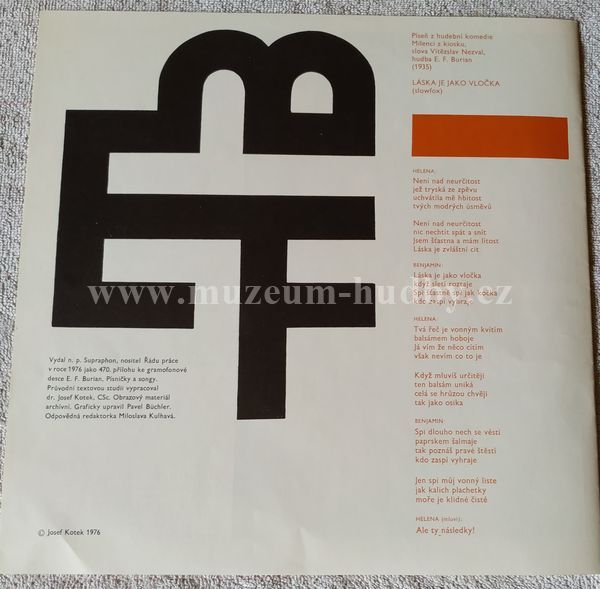 Píseň z hudební komedie
Milenci z kiosku,
slova Vítězslav Nezval,
hudba E. F. Burian
(1935)
LÁSKA JE JAKO VLOČKA
(slowfox)
HELENA:
Není nad neurčitost
jež tryská ze zpěvu
uchvátila mě hbitost
tvých modrých úsměvů
Není nad neurčitost
nic nechtít spát a snít
Jsem šťastna a mám lítost
Láska je zvláštní cit
BENJAMIN:
Láska je jako vločka
když sletí roztaje
Spi šťastně spi jak kočka
kdo zaspí vyhraje
HELENA:
Tvá řeč je vonným kvítím
balsámem hoboje
Já vím že něco cítím
však nevím co to je
Když mluvíš určitěji
ten balsám uniká
celá se hrůzou chvěji
tak jako osika
BENJAMIN
Spi dlouho nech se věsti
paprskem šalmaje
tak poznáš pravé štěstí
kdo zaspí vyhraje
Jen spi můj vonný liste
jak kalich plachetky
moře je klidné čisté
HELENA (mluví):
Ale ty následky!
EFB
www.muzeum-hudby.cz
Vydal n. p. Supraphon, nositel Řádu práce
v roce 1976 jako 470. přílohu ke gramofonové
desce E. F. Burian, Písničky a songy.
Průvodní textovou studii vypracoval
dr. Josef Kotek, CSc. Obrazový materiál
archivní. Graficky upravil Pavel Büchler.
Odpovědná redaktorka Miloslava Kulhavá.
© Josef Kotek 1976